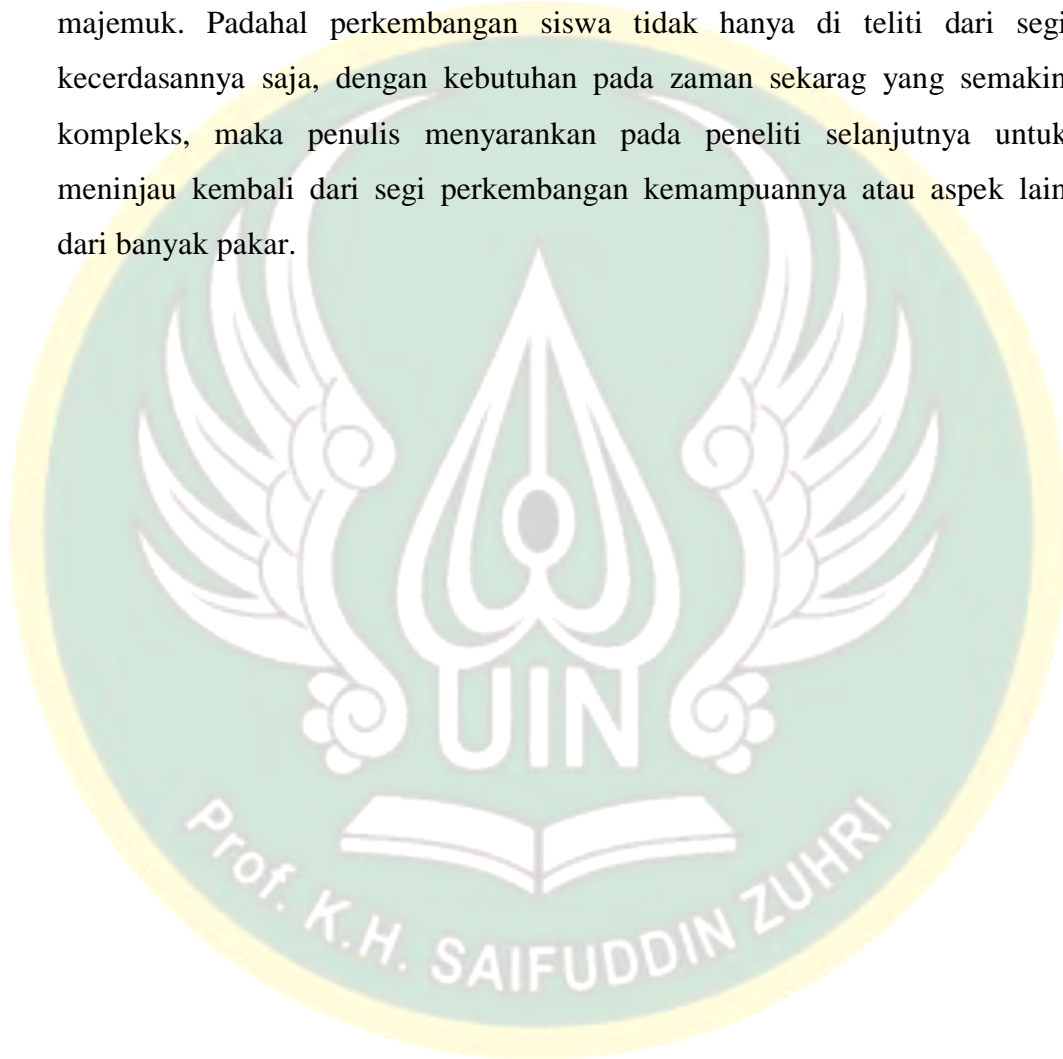 majemuk. Padahal perkembangan siswa tidak hanya di teliti dari segi
kecerdasannya saja, dengan kebutuhan pada zaman sekarag yang semakin
kompleks, maka penulis menyarankan pada peneliti selanjutnya untuk
meninjau kembali dari segi perkembangan kemampuannya atau aspek lain
dari banyak pakar.
UIN
Prof. K.H. SAIFUDDIN ZUHRI